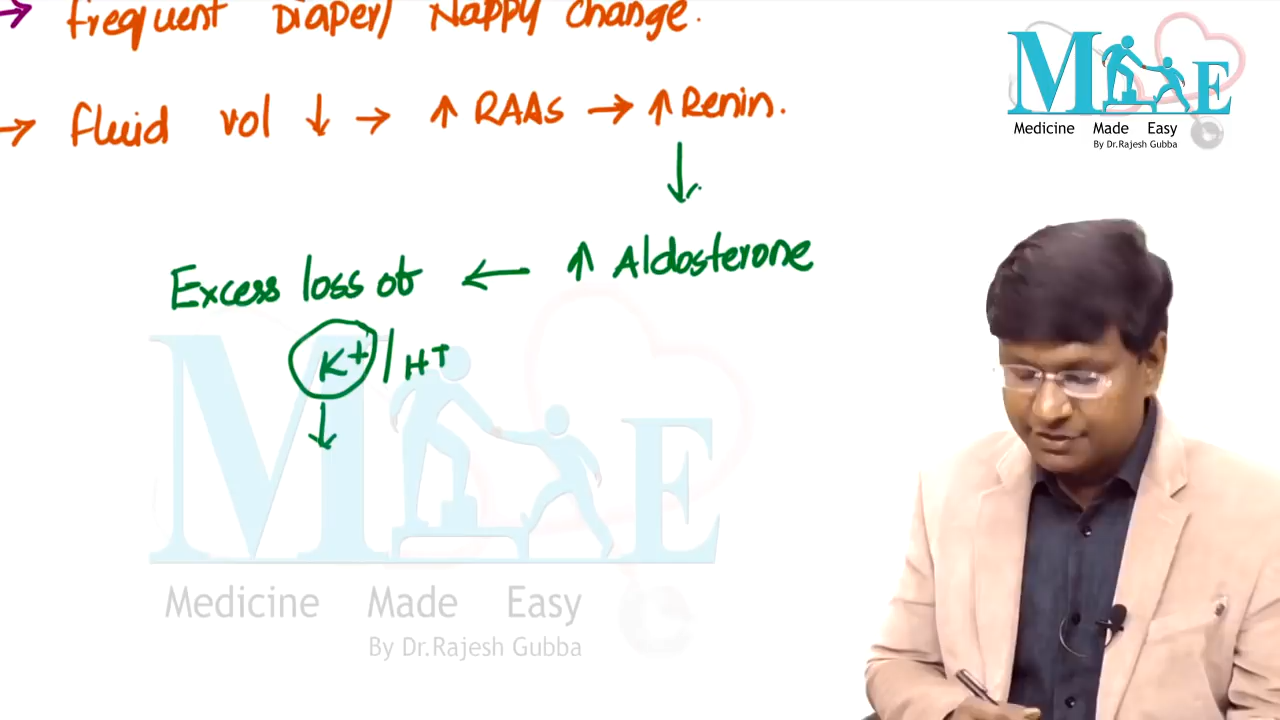 → frequent Diaper/ Nappy Change.
→ fluid vol ↓ → ↑ RAAs → ↑ Renin.
↓
Excess loss of ← ↑ Aldosterone
K+ / H+
↓
M E
Medicine Made Easy
By Dr.Rajesh Gubba
M E
Medicine Made Easy
By Dr.Rajesh Gubba